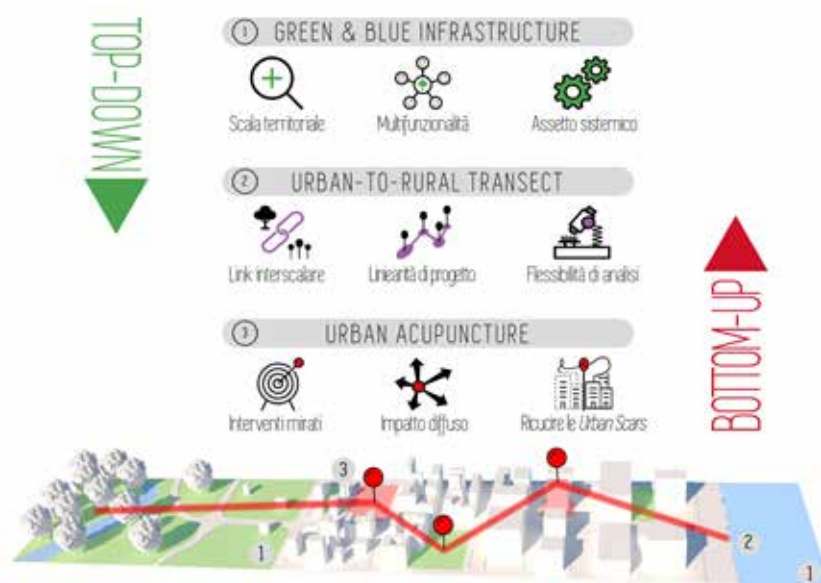 TOP-DOWN
1 GREEN & BLUE INFRASTRUCTURE
Scala territoriale
Multifunzionalità
Assetto sistemico
2 URBAN-TO-RURAL TRANSECT
Link interscalare
Linearità di progetto
Flessibilità di analisi
3 URBAN ACUPUNCTURE
Interventi mirati
Impatto diffuso
Ricucire le Urban Scars
BOTTOM-UP
3
1
2
1